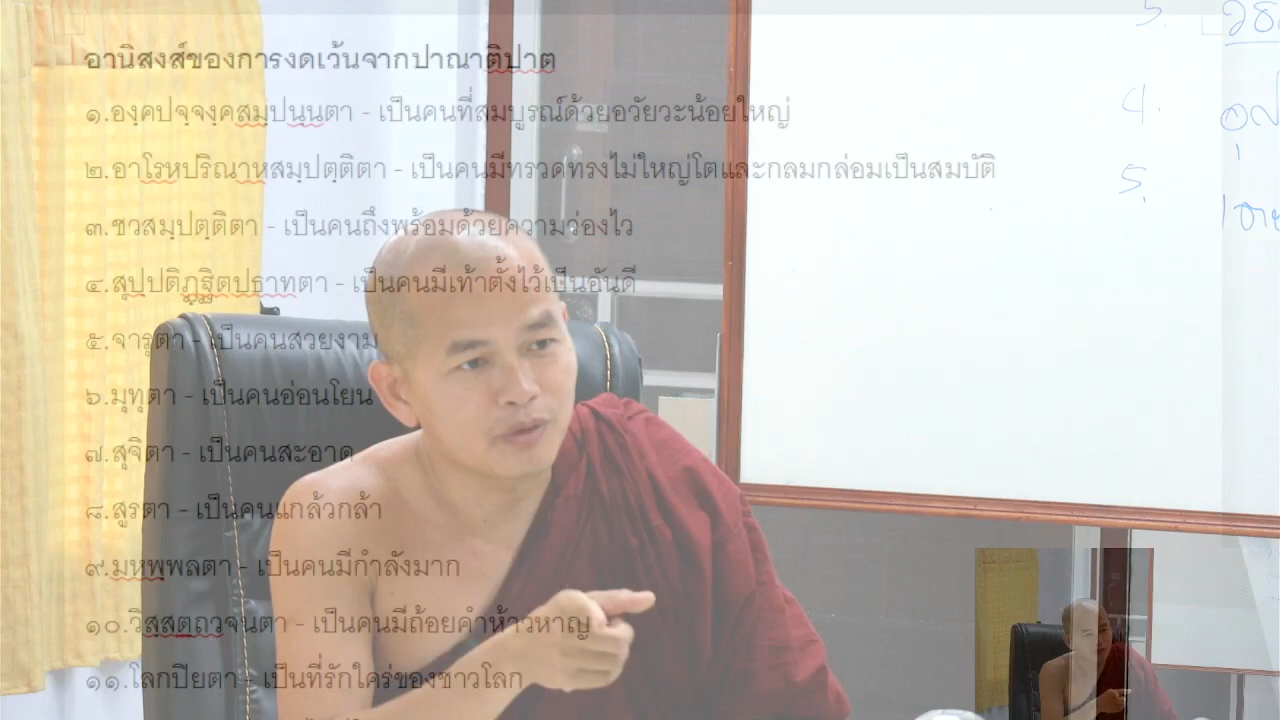 อานิสงส์ของการงดเว้นจากปาณาติปาต
๑.องฺคปจฺจงฺคสมฺปนฺนตา - เป็นคนที่สมบูรณ์ด้วยอวัยวะน้อยใหญ่
๒.อาโรหปริณาหสมฺปตฺติตา - เป็นคนมีทรวดทรงไม่ใหญ่โตและกลมกล่อมเป็นสมบัติ
๓.ชวสมฺปตฺติตา - เป็นคนถึงพร้อมด้วยความว่องไว
๔.สุปฺปติฏฺฐิตปาทตา - เป็นคนมีเท้าตั้งไว้เป็นอันดี
๕.จารุตา - เป็นคนสวยงาม
๖.มุทุตา - เป็นคนอ่อนโยน
๗.สุจิตา - เป็นคนสะอาด
๘.สูรตา - เป็นคนแกล้วกล้า
๙.มหพฺพลตา - เป็นคนมีกำลังมาก
๑๐.วิสฺสตฺถวจนตา - เป็นคนมีถ้อยคำห้าวหาญ
๑๑.โลกปิยตา - เป็นที่รักใคร่ของชาวโลก
4.
5.